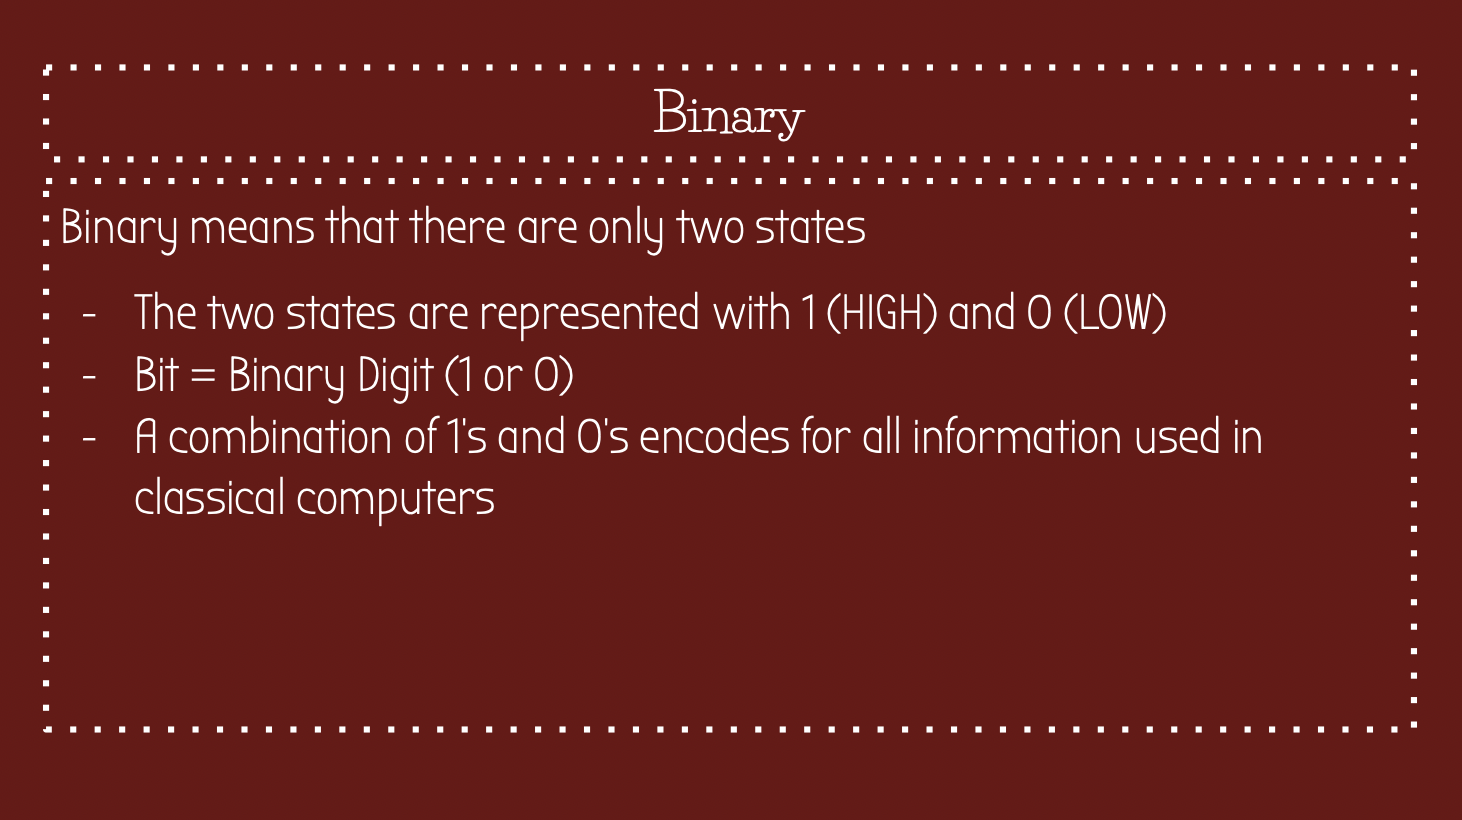 Binary
Binary means that there are only two states
- The two states are represented with 1 (HIGH) and 0 (LOW)
- Bit = Binary Digit (1 or 0)
- A combination of 1's and 0's encodes for all information used in
classical computers